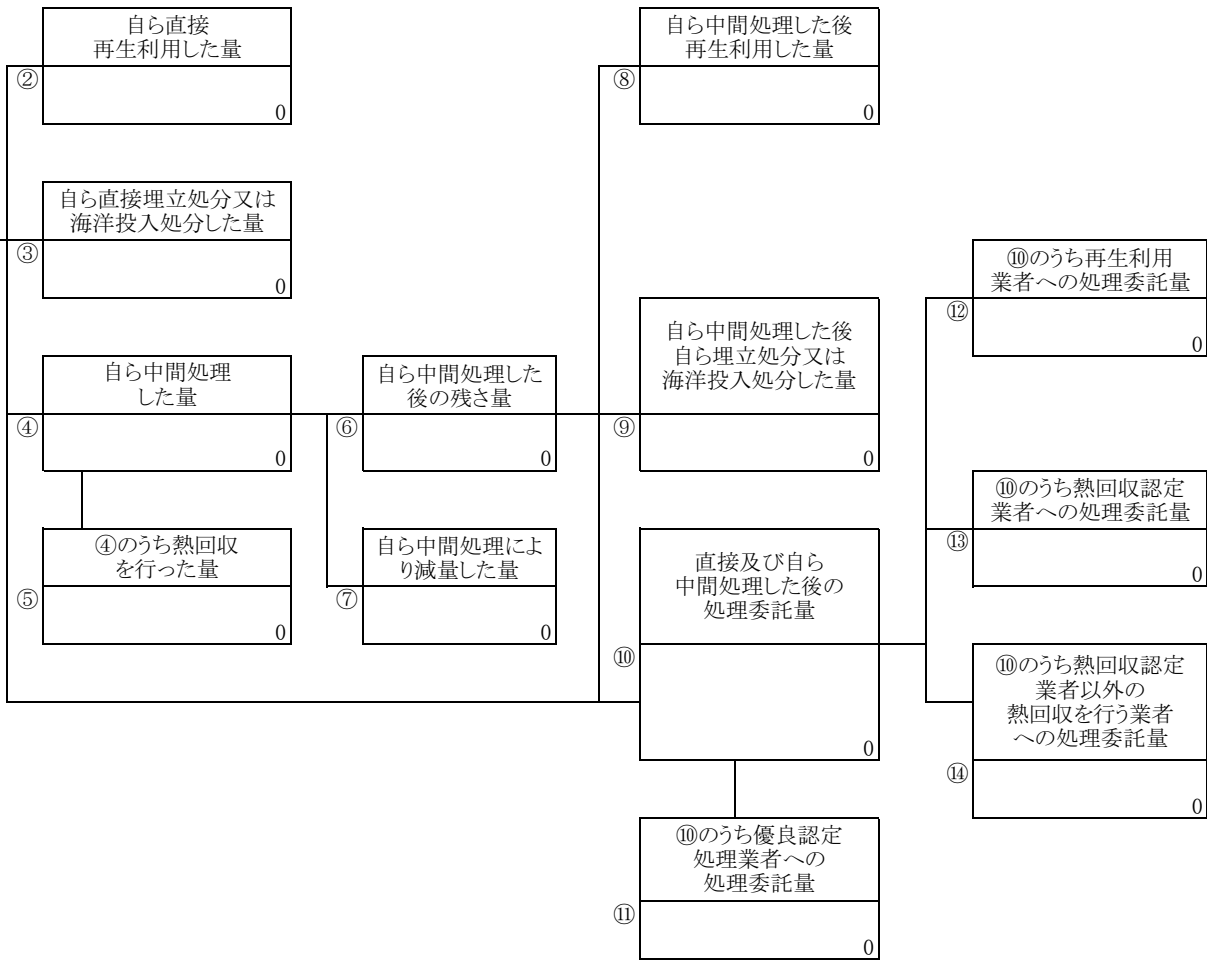 自ら直接
再生利用した量
②
0
自ら中間処理した後
再生利用した量
⑧
0
自ら直接埋立処分又は
海洋投入処分した量
③
0
⑩のうち再生利用
業者への処理委託量
⑫
0
自ら中間処理した後
自ら埋立処分又は
海洋投入処分した量
⑨
0
自ら中間処理
した量
④
0
自ら中間処理した
後の残さ量
⑥
0
⑩のうち熱回収認定
業者への処理委託量
⑬
0
④のうち熱回収
を行った量
⑤
0
自ら中間処理によ
り減量した量
⑦
0
直接及び自ら
中間処理した後の
処理委託量
⑩
0
⑩のうち熱回収認定
業者以外の
熱回収を行う業者
への処理委託量
⑭
0
⑩のうち優良認定
処理業者への
処理委託量
⑪
0